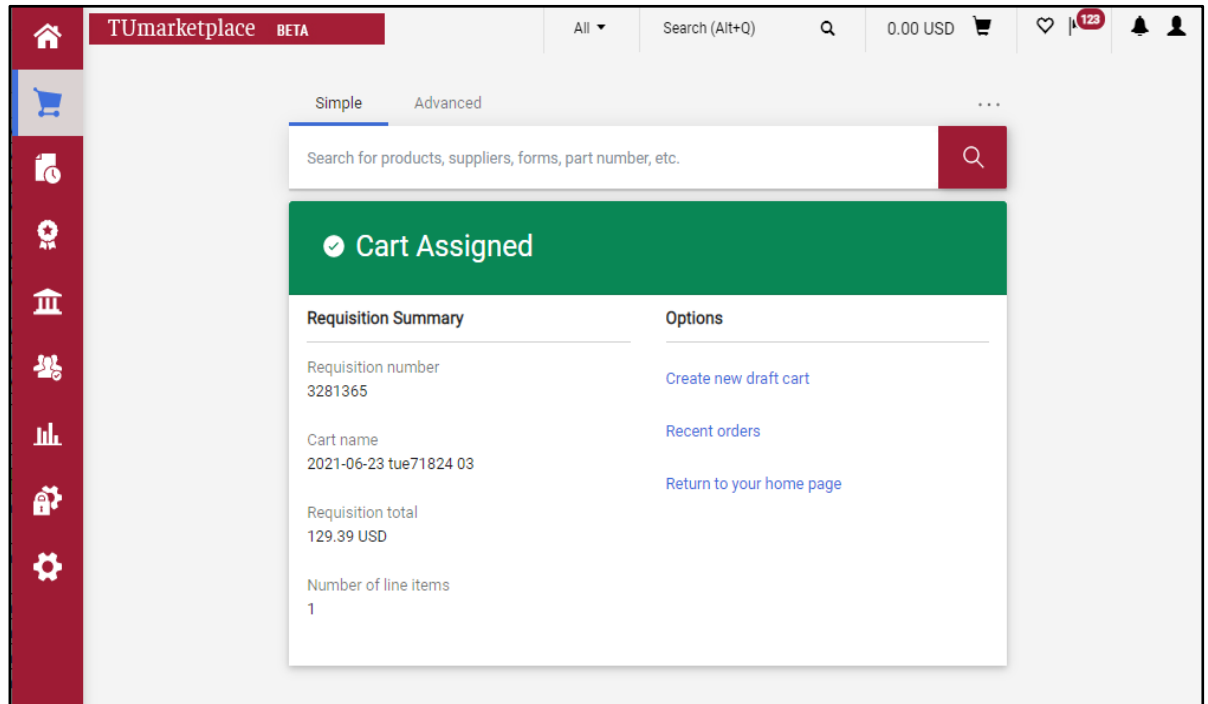 TUmarketplace BETA
All
Search (Alt+Q)
0.00 USD
123
Simple
Advanced
...
Search for products, suppliers, forms, part number, etc.
Cart Assigned
Requisition Summary
Requisition number
3281365
Cart name
2021-06-23 tue71824 03
Requisition total
129.39 USD
Number of line items
1
Options
Create new draft cart
Recent orders
Return to your home page